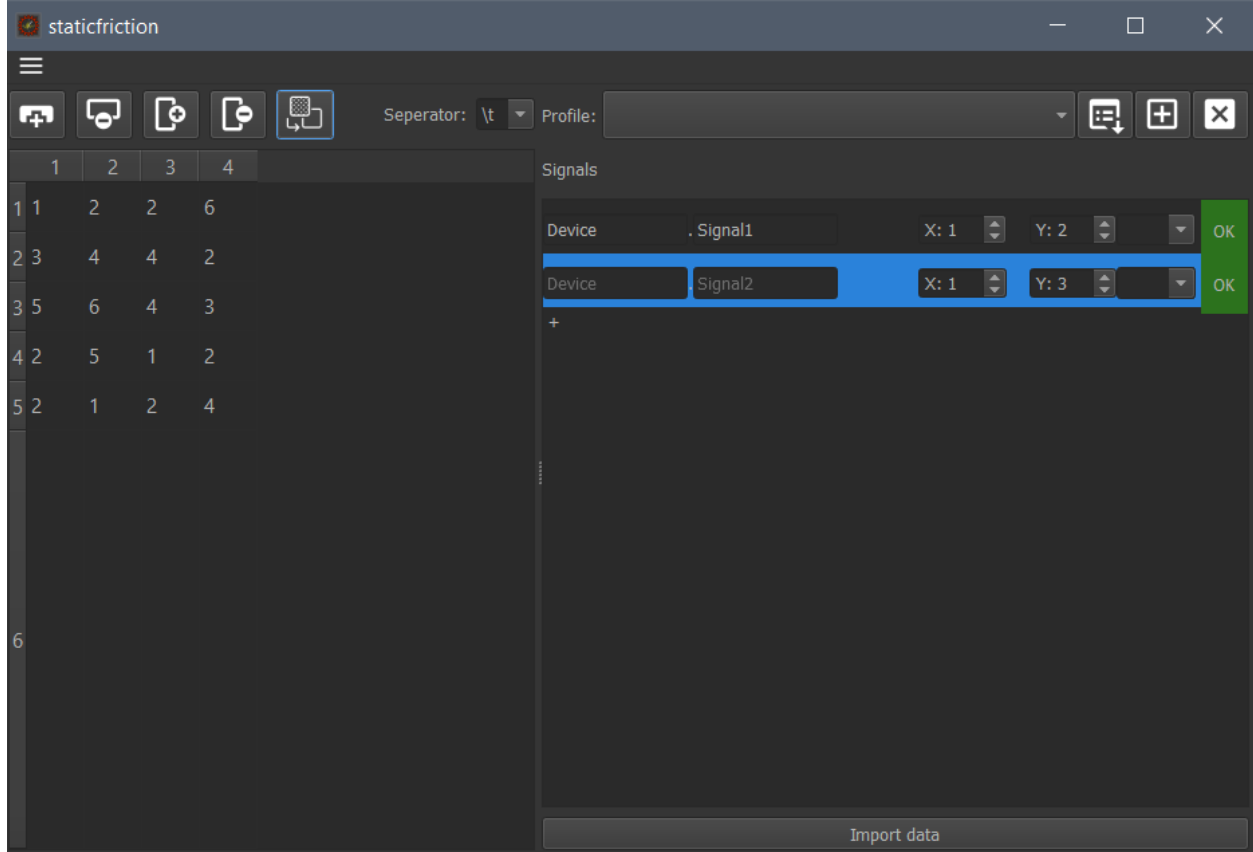 staticfriction
Seperator: \t Profile:
1 2 3 4
Signals
1 1 2 2 6
2 3 4 4 2
3 5 6 4 3
4 2 5 1 2
5 2 1 2 4
6
Device . Signal1 X: 1 Y: 2 OK
Device . Signal2 X: 1 Y: 3 OK
+
Import data